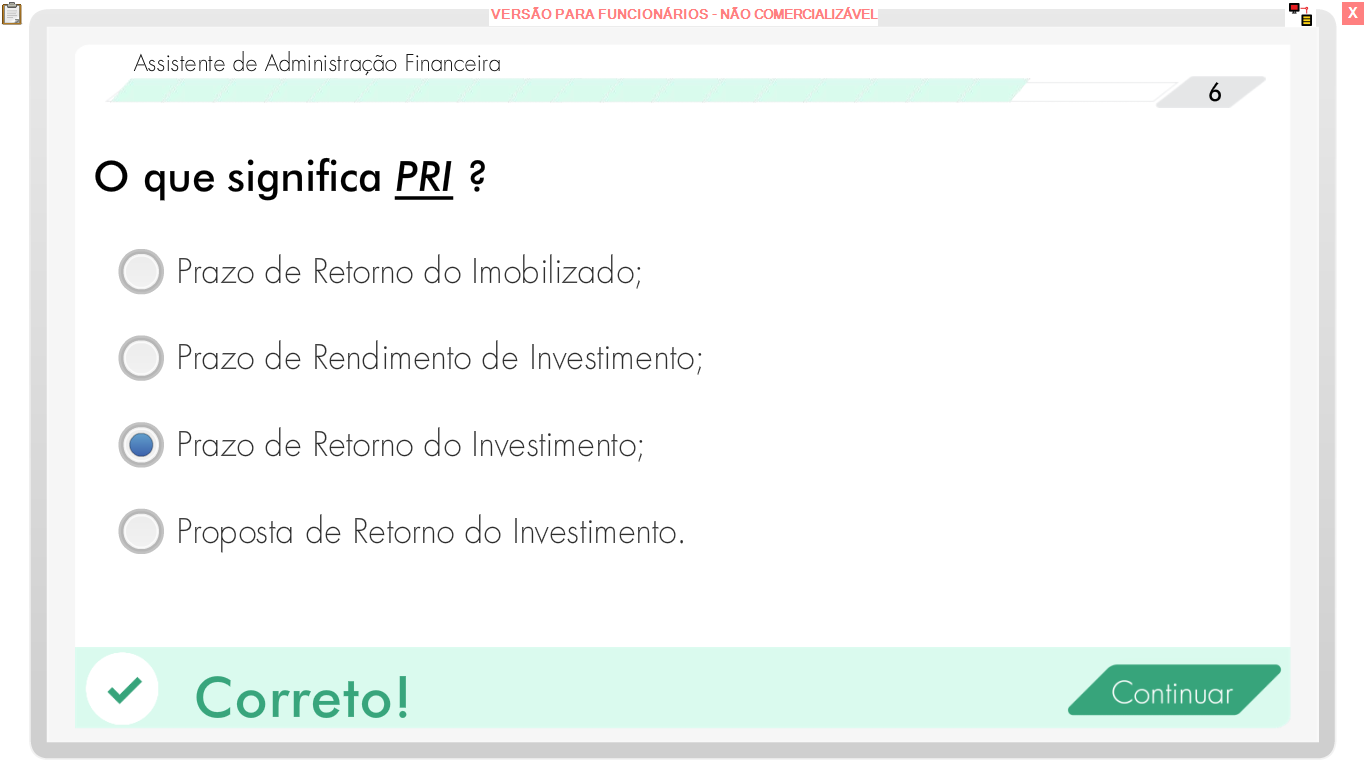 VERSÃO PARA FUNCIONÁRIOS - NÃO COMERCIALIZÁVEL
X
Assistente de Administração Financeira
6
O que significa PRI ?
Prazo de Retorno do Imobilizado;
Prazo de Rendimento de Investimento;
Prazo de Retorno do Investimento;
Proposta de Retorno do Investimento.
Correto!
Continuar